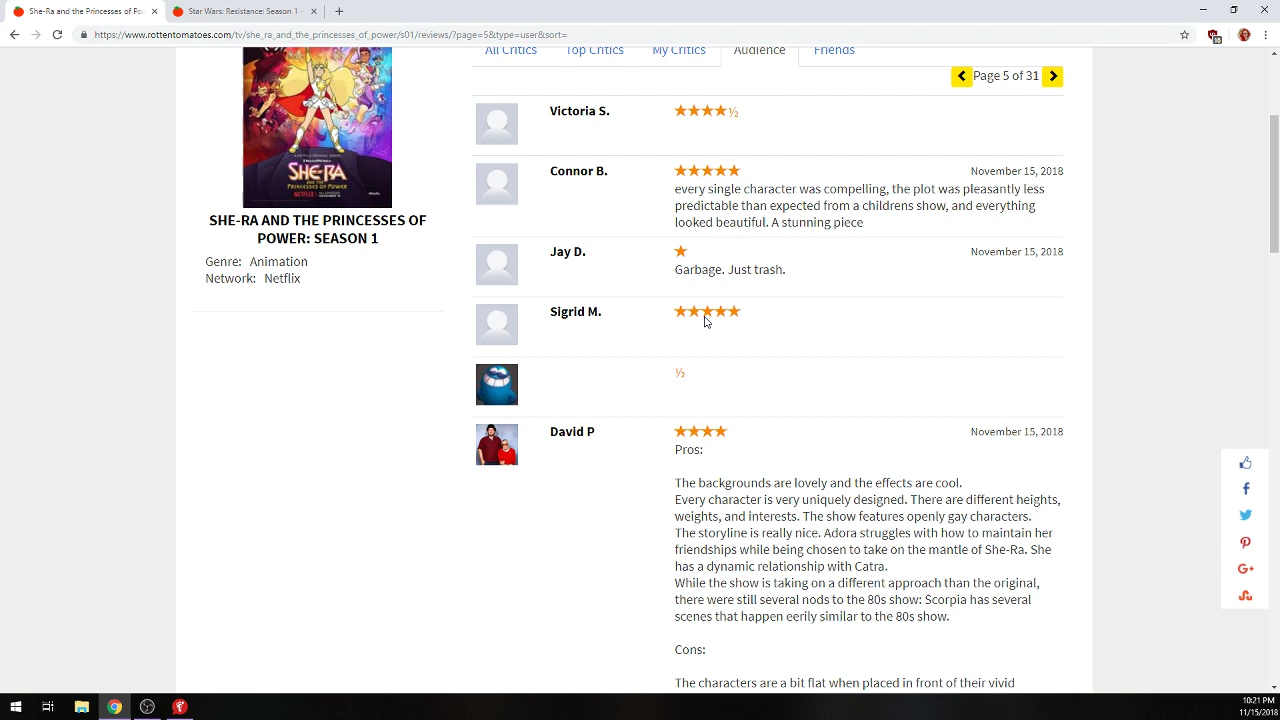 She-Ra and the Princesses of Po
Star Wars: Resistance: Season 1 -
https://www.rottentomatoes.com/tv/she_ra_and_the_princesses_of_power/s01/reviews/?page=5&type=user&sort=
All Critics
Top Critics
My Critics
Audience
Friends
Page 5 of 31
SHE-RA
AND THE
PRINCESSES OF POWER
NETFLIX
SHE-RA AND THE PRINCESSES OF
POWER: SEASON 1
Genre: Animation
Network: Netflix
Victoria S.
½
Connor B.
November 15, 2018
every single character was compelling, the plot was pleasantly less
predictable than expected from a childrens show, and everything
looked beautiful. A stunning piece
Jay D.
November 15, 2018
Garbage. Just trash.
Sigrid M.
½
David P
November 15, 2018
Pros:
The backgrounds are lovely and the effects are cool.
Every character is very uniquely designed. There are different heights,
weights, and interests. The show features openly gay characters.
The storyline is really nice. Adora struggles with how to maintain her
friendships while being chosen to take on the mantle of She-Ra. She
has a dynamic relationship with Catra.
While the show is taking on a different approach than the original,
there were still several nods to the 80s show: Scorpia has several
scenes that happen eerily similar to the 80s show.
Cons:
The characters are a bit flat when placed in front of their vivid
G+
10:21 PM
11/15/2018